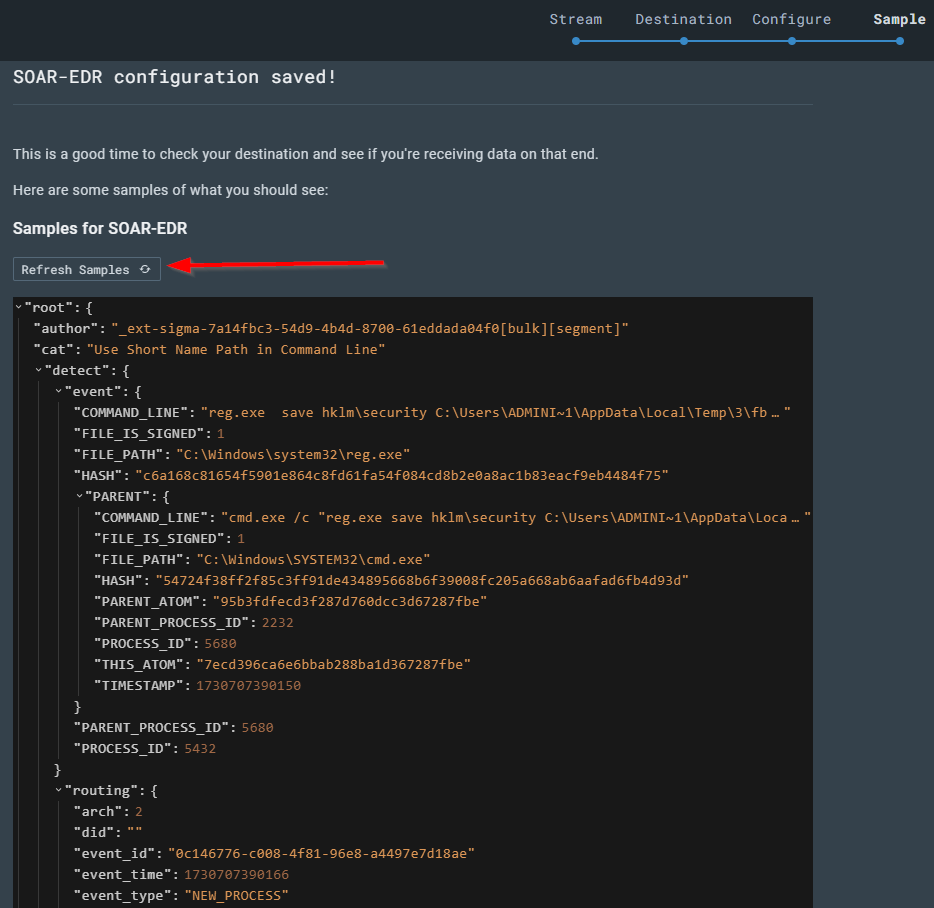 Stream Destination Configure Sample
SOAR-EDR configuration saved!
This is a good time to check your destination and see if you're receiving data on that end.
Here are some samples of what you should see:
Samples for SOAR-EDR
Refresh Samples
"root": {
"author": "_ext-sigma-7a14fbc3-54d9-4b4d-8700-61eddada04f0[bulk][segment]"
"cat": "Use Short Name Path in Command Line"
"detect": {
"event": {
"COMMAND_LINE": "reg.exe  save hklm\security C:\Users\ADMINI~1\AppData\Local\Temp\3\fb … "
"FILE_IS_SIGNED": 1
"FILE_PATH": "C:\Windows\system32\reg.exe"
"HASH": "c6a168c81654f5901e864c8fd61fa54f084cd8b2e0a8ac1b83eacf9eb4484f75"
"PARENT": {
"COMMAND_LINE": "cmd.exe /c "reg.exe save hklm\security C:\Users\ADMINI~1\AppData\Loca … "
"FILE_IS_SIGNED": 1
"FILE_PATH": "C:\Windows\SYSTEM32\cmd.exe"
"HASH": "54724f38ff2f85c3ff91de434895668b6f39008fc205a668ab6aafad6fb4d93d"
"PARENT_ATOM": "95b3fdfecd3f287d760dcc3d67287fbe"
"PARENT_PROCESS_ID": 2232
"PROCESS_ID": 5680
"THIS_ATOM": "7ecd396ca6e6bbab288ba1d367287fbe"
"TIMESTAMP": 1730707390150
}
"PARENT_PROCESS_ID": 5680
"PROCESS_ID": 5432
}
"routing": {
"arch": 2
"did": ""
"event_id": "0c146776-c008-4f81-96e8-a4497e7d18ae"
"event_time": 1730707390166
"event_type": "NEW_PROCESS"